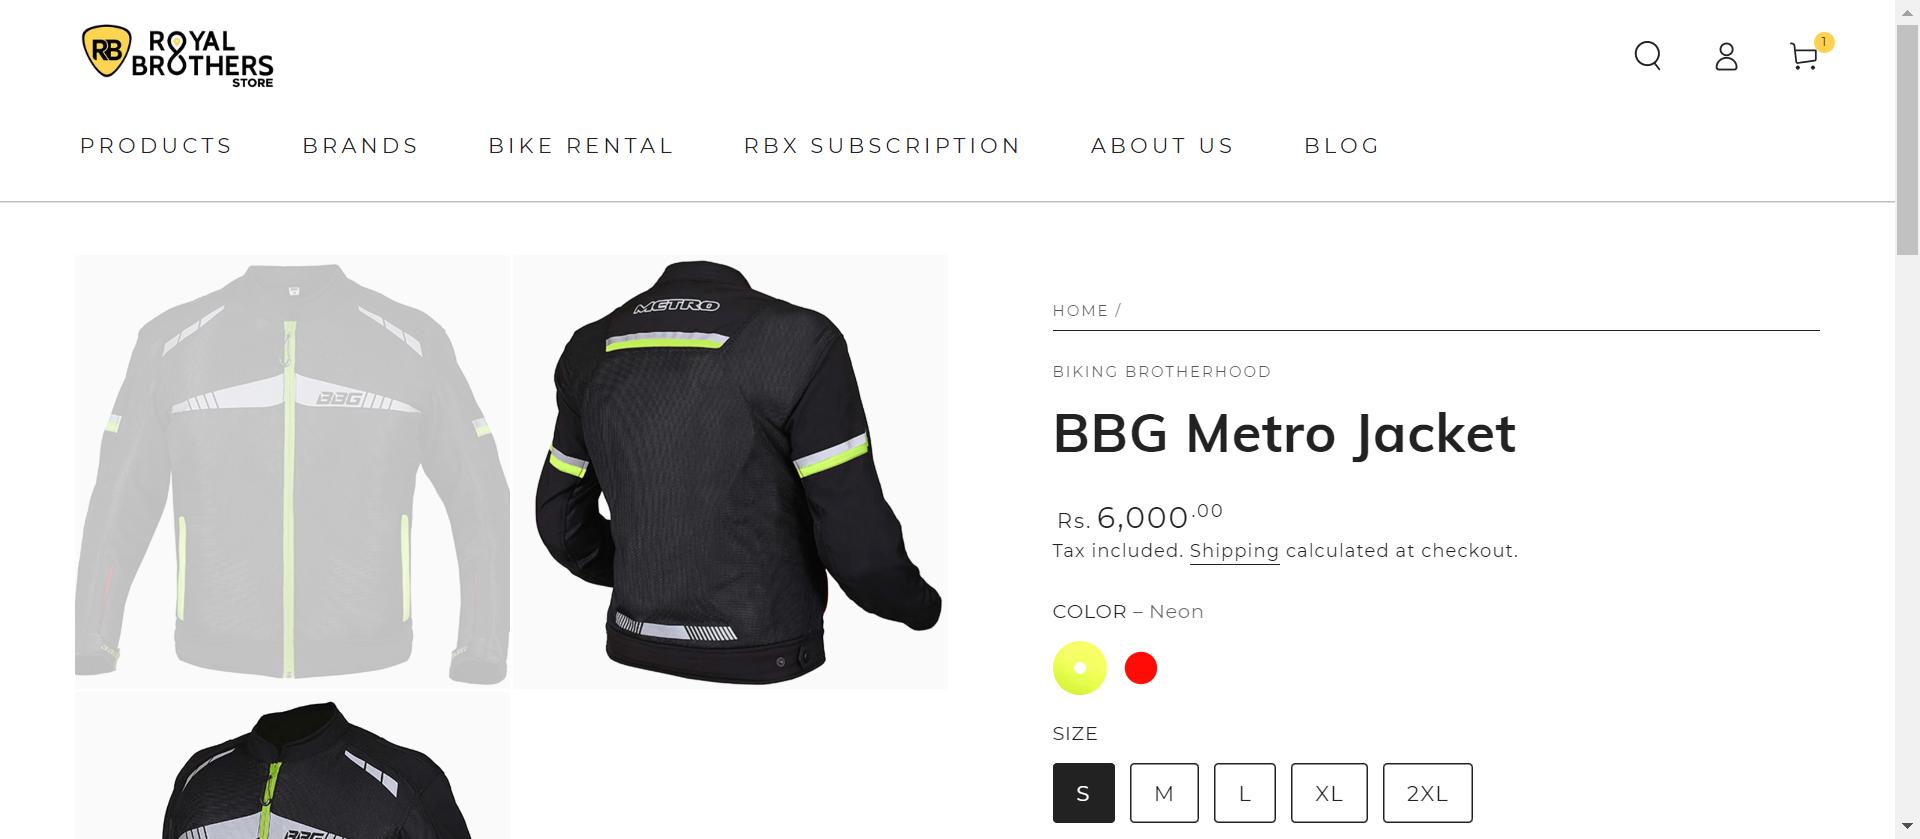 RB ROYAL
BROTHERS
STORE
1
PRODUCTS BRANDS BIKE RENTAL RBX SUBSCRIPTION ABOUT US BLOG
BBG
METRO
BBG
HOME /
BIKING BROTHERHOOD
BBG Metro Jacket
Rs. 6,000.00
Tax included. Shipping calculated at checkout.
COLOR – Neon
SIZE
S M L XL 2XL